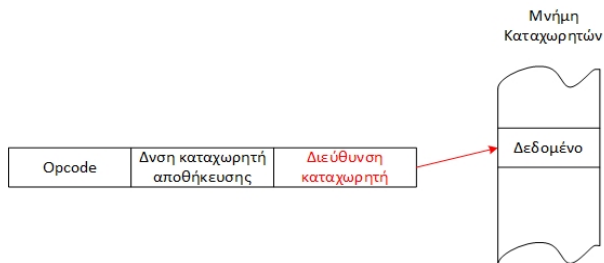 Μνήμη
Καταχωρητών
Opcode
Δνση καταχωρητή
αποθήκευσης
Διεύθυνση
καταχωρητή
Δεδομένο